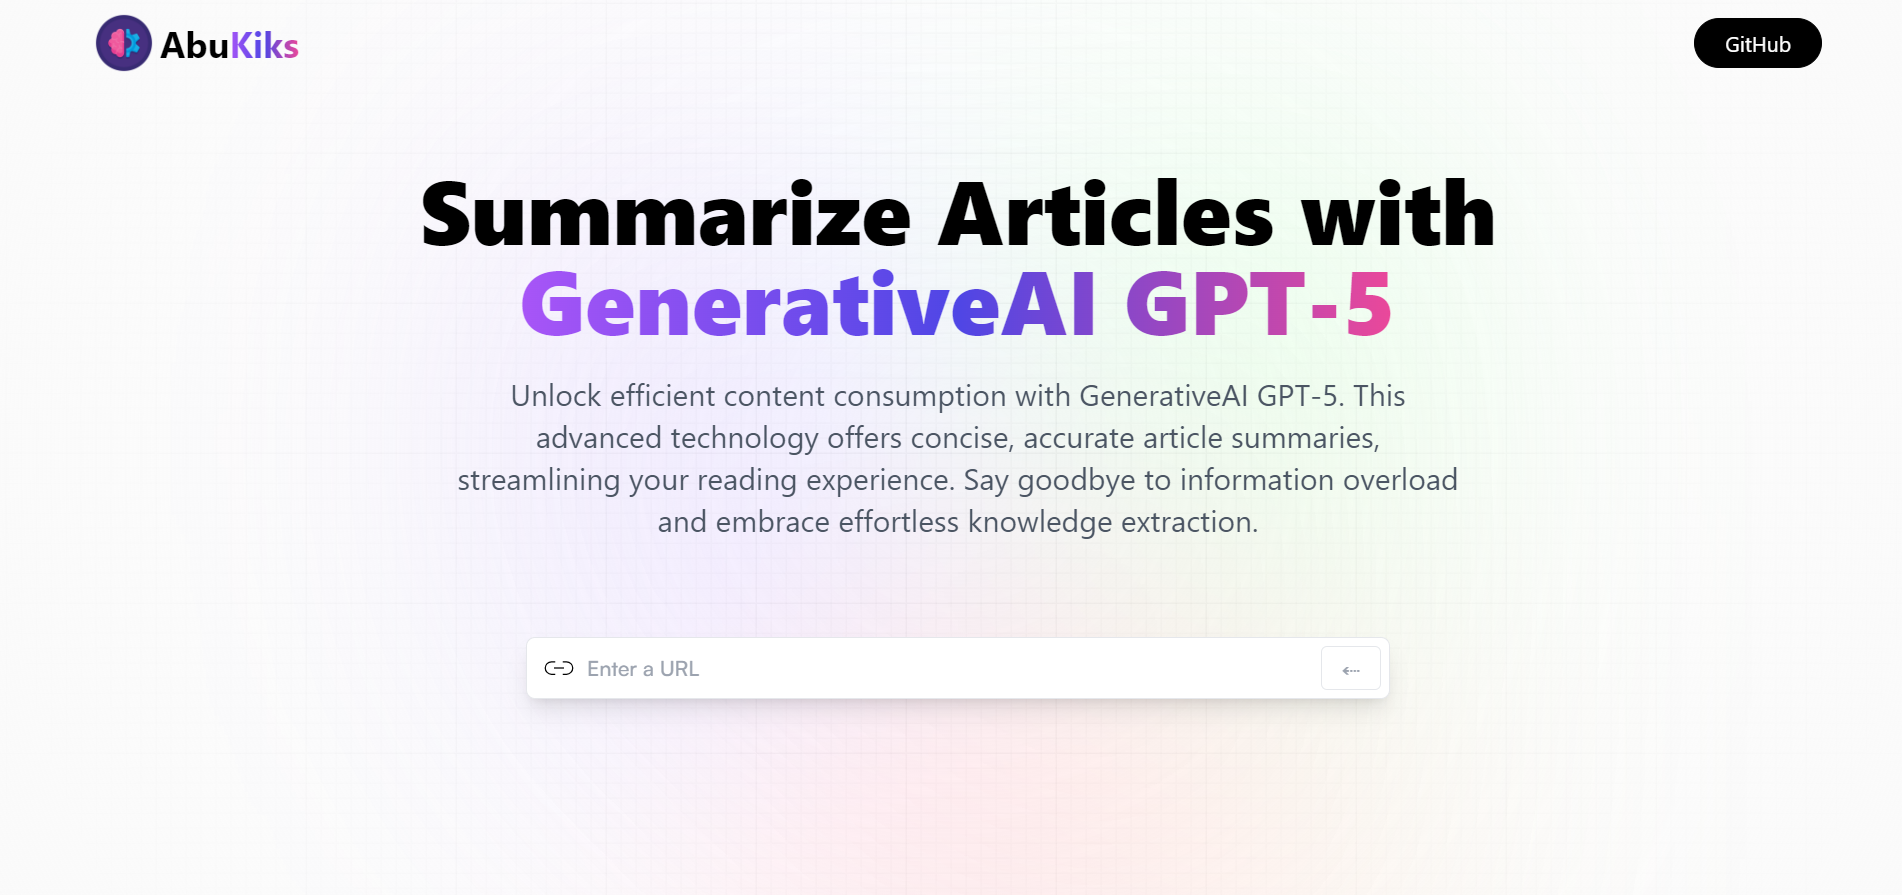 AbuKiks
GitHub
Summarize Articles with
GenerativeAI GPT-5
Unlock efficient content consumption with GenerativeAI GPT-5. This
advanced technology offers concise, accurate article summaries,
streamlining your reading experience. Say goodbye to information overload
and embrace effortless knowledge extraction.
Enter a URL